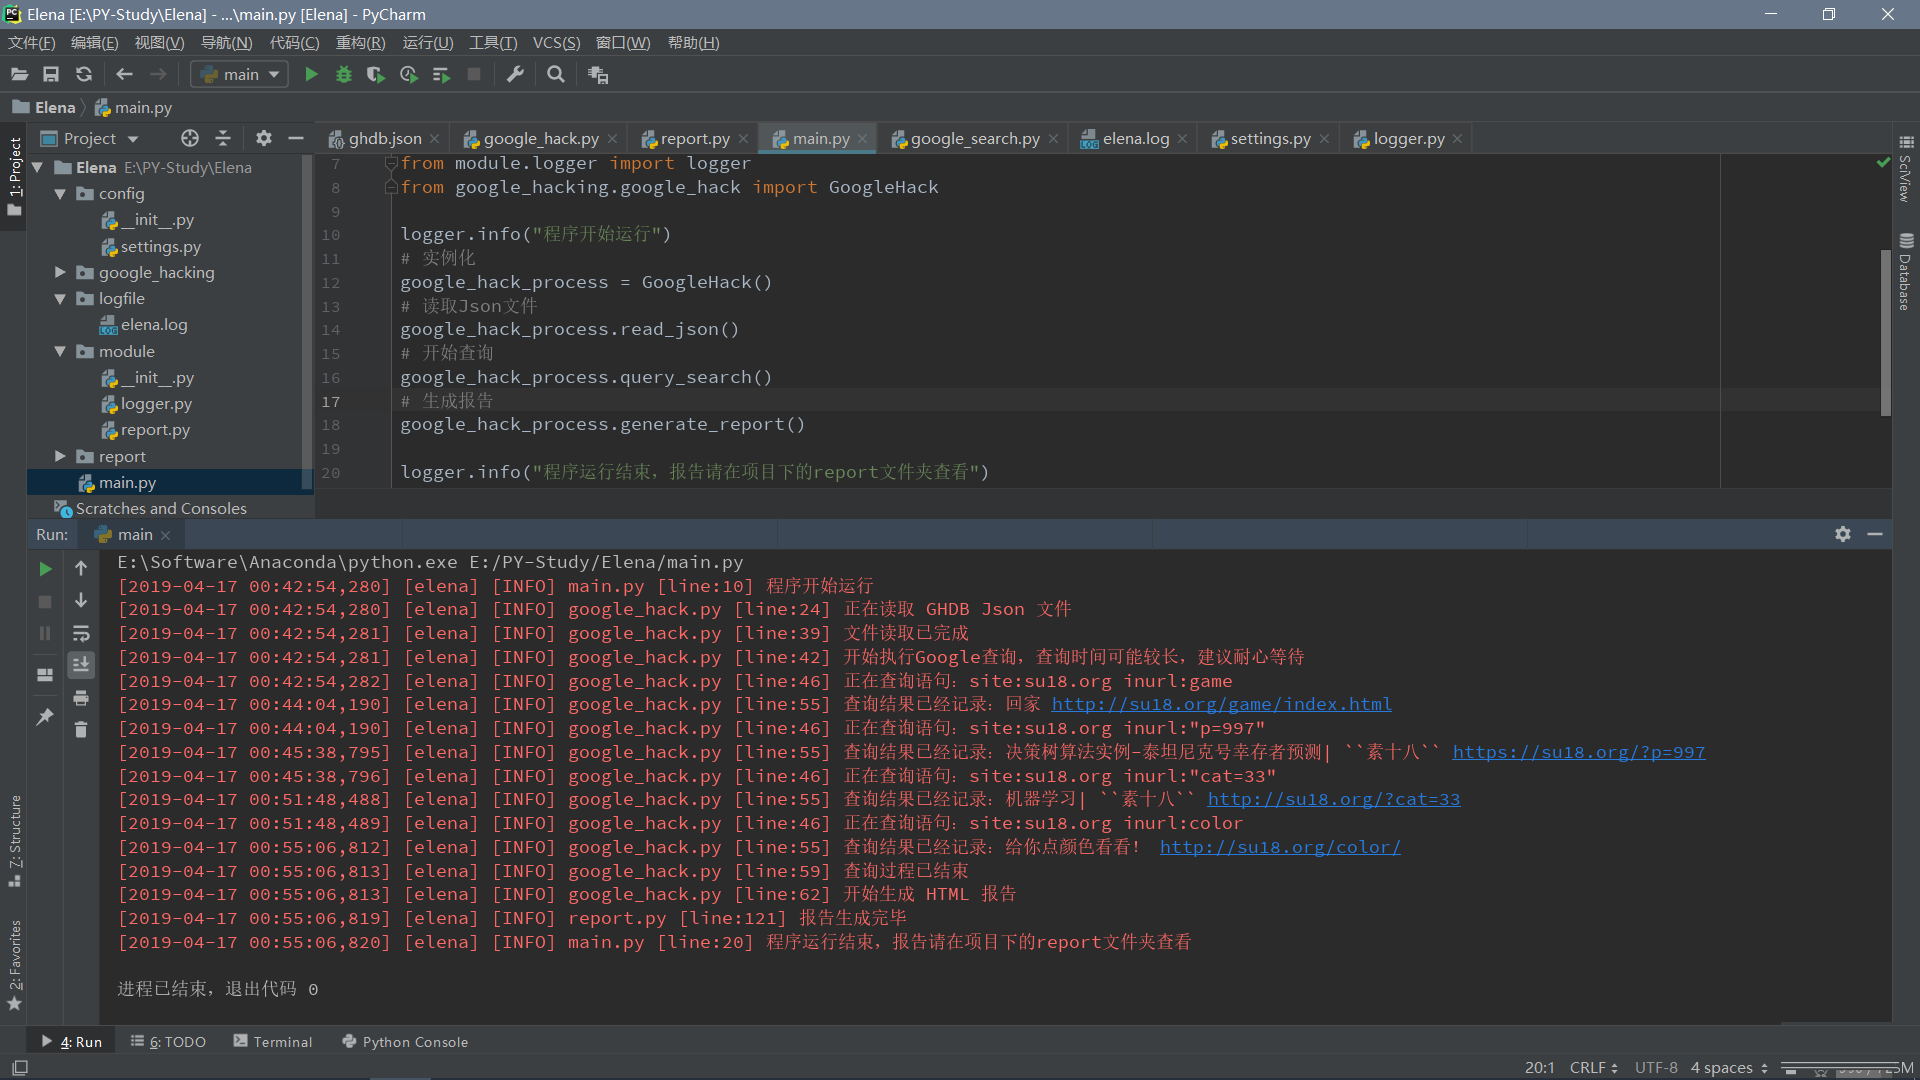 Elena [E:\PY-Study\Elena] - ...\main.py [Elena] - PyCharm
文件(F) 编辑(E) 视图(V) 导航(N) 代码(C) 重构(R) 运行(U) 工具(T) VCS(S) 窗口(W) 帮助(H)
main
Elena main.py
Project
ghdb.json google_hack.py report.py main.py google_search.py elena.log settings.py logger.py
1: Project
Elena E:\PY-Study\Elena
config
__init__.py
settings.py
google_hacking
logfile
elena.log
module
__init__.py
logger.py
report.py
report
main.py
Scratches and Consoles
7 from module.logger import logger
8 from google_hacking.google_hack import GoogleHack
9
10 logger.info("程序开始运行")
11 # 实例化
12 google_hack_process = GoogleHack()
13 # 读取Json文件
14 google_hack_process.read_json()
15 # 开始查询
16 google_hack_process.query_search()
17 # 生成报告
18 google_hack_process.generate_report()
19
20 logger.info("程序运行结束，报告请在项目下的report文件夹查看")
SciView
Database
Run: main
E:\Software\Anaconda\python.exe E:/PY-Study/Elena/main.py
[2019-04-17 00:42:54,280] [elena] [INFO] main.py [line:10] 程序开始运行
[2019-04-17 00:42:54,280] [elena] [INFO] google_hack.py [line:24] 正在读取 GHDB Json 文件
[2019-04-17 00:42:54,281] [elena] [INFO] google_hack.py [line:39] 文件读取已完成
[2019-04-17 00:42:54,281] [elena] [INFO] google_hack.py [line:42] 开始执行Google查询，查询时间可能较长，建议耐心等待
[2019-04-17 00:42:54,282] [elena] [INFO] google_hack.py [line:46] 正在查询语句：site:su18.org inurl:game
[2019-04-17 00:44:04,190] [elena] [INFO] google_hack.py [line:55] 查询结果已经记录：回家 http://su18.org/game/index.html
[2019-04-17 00:44:04,190] [elena] [INFO] google_hack.py [line:46] 正在查询语句：site:su18.org inurl:"p=997"
[2019-04-17 00:45:38,795] [elena] [INFO] google_hack.py [line:55] 查询结果已经记录：决策树算法实例-泰坦尼克号幸存者预测| ``素十八`` https://su18.org/?p=997
[2019-04-17 00:45:38,796] [elena] [INFO] google_hack.py [line:46] 正在查询语句：site:su18.org inurl:"cat=33"
[2019-04-17 00:51:48,488] [elena] [INFO] google_hack.py [line:55] 查询结果已经记录：机器学习| ``素十八`` http://su18.org/?cat=33
[2019-04-17 00:51:48,489] [elena] [INFO] google_hack.py [line:46] 正在查询语句：site:su18.org inurl:color
[2019-04-17 00:55:06,812] [elena] [INFO] google_hack.py [line:55] 查询结果已经记录：给你点颜色看看！ http://su18.org/color/
[2019-04-17 00:55:06,813] [elena] [INFO] google_hack.py [line:59] 查询过程已结束
[2019-04-17 00:55:06,813] [elena] [INFO] google_hack.py [line:62] 开始生成 HTML 报告
[2019-04-17 00:55:06,819] [elena] [INFO] report.py [line:121] 报告生成完毕
[2019-04-17 00:55:06,820] [elena] [INFO] main.py [line:20] 程序运行结束，报告请在项目下的report文件夹查看
进程已结束，退出代码 0
7: Structure
2: Favorites
4: Run 6: TODO Terminal Python Console
20:1 CRLF UTF-8 4 spaces